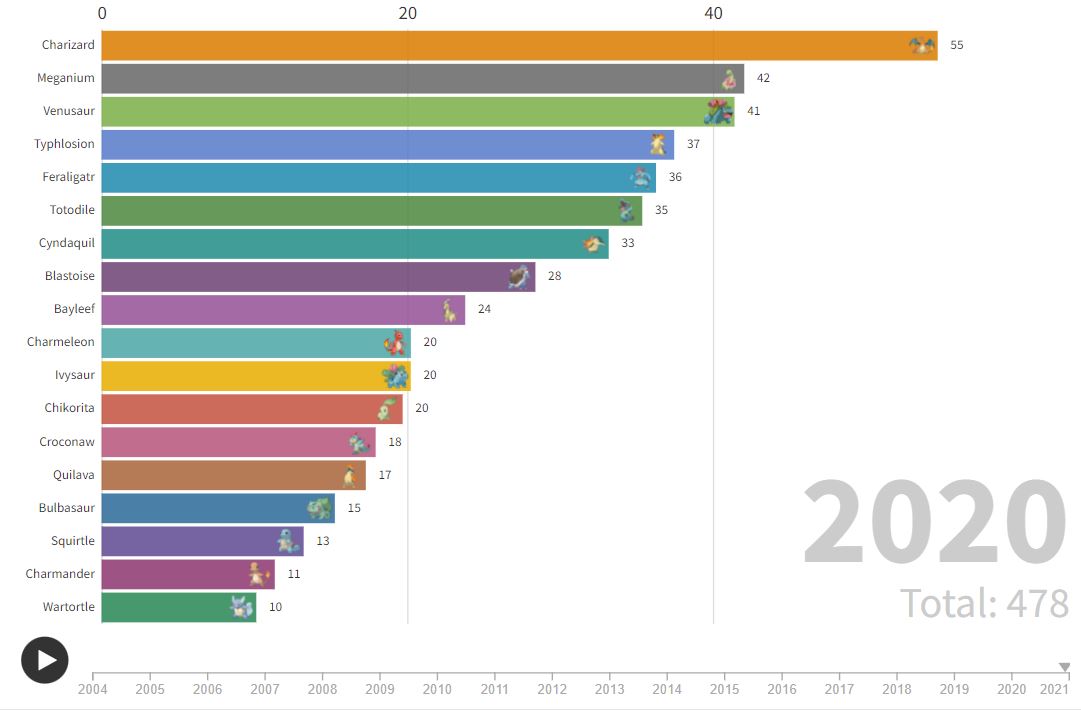 0 20 40
Charizard 55
Meganium 42
Venusaur 41
Typhlosion 37
Feraligatr 36
Totodile 35
Cyndaquil 33
Blastoise 28
Bayleef 24
Charmeleon 20
Ivysaur 20
Chikorita 20
Croconaw 18
Quilava 17
Bulbasaur 15
Squirtle 13
Charmander 11
Wartortle 10
2020
Total: 478
2004 2005 2006 2007 2008 2009 2010 2011 2012 2013 2014 2015 2016 2017 2018 2019 2020 2021